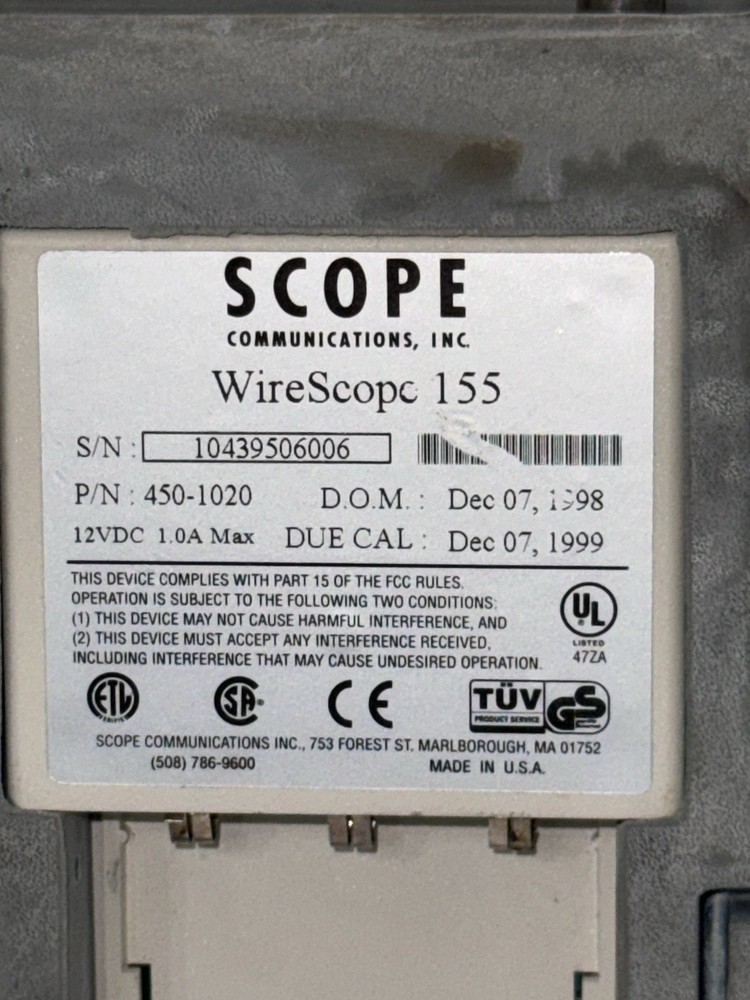 SCOPE
COMMUNICATIONS, INC.
WireScope 155
S/N : 10439506006
P/N : 450-1020 D.O.M. : Dec 07, 1998
12VDC 1.0A Max DUE CAL : Dec 07, 1999
THIS DEVICE COMPLIES WITH PART 15 OF THE FCC RULES.
OPERATION IS SUBJECT TO THE FOLLOWING TWO CONDITIONS:
(1) THIS DEVICE MAY NOT CAUSE HARMFUL INTERFERENCE, AND
(2) THIS DEVICE MUST ACCEPT ANY INTERFERENCE RECEIVED,
INCLUDING INTERFERENCE THAT MAY CAUSE UNDESIRED OPERATION.
UL
LISTED
47ZA
ETL
SA
CE
TÜV
PRODUCT SERVICE
GS
SCOPE COMMUNICATIONS INC., 753 FOREST ST. MARLBOROUGH, MA 01752
(508) 786-9600 MADE IN U.S.A.